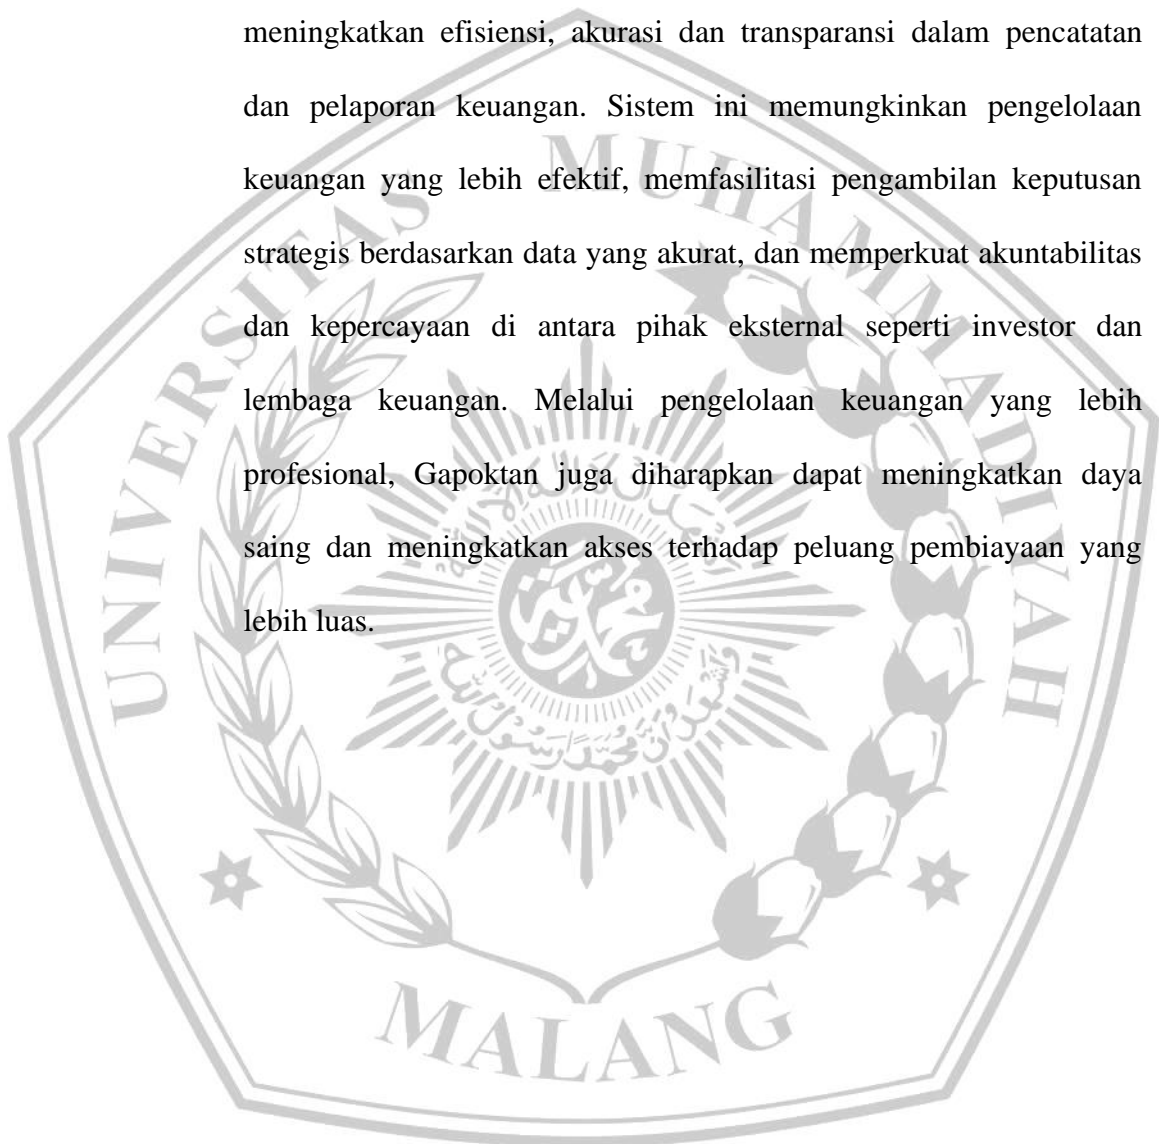 meningkatkan efisiensi, akurasi dan transparansi dalam pencatatan
dan pelaporan keuangan. Sistem ini memungkinkan pengelolaan
keuangan yang lebih efektif, memfasilitasi pengambilan keputusan
strategis berdasarkan data yang akurat, dan memperkuat akuntabilitas
dan kepercayaan di antara pihak eksternal seperti investor dan
lembaga keuangan. Melalui pengelolaan keuangan yang lebih
profesional, Gapoktan juga diharapkan dapat meningkatkan daya
saing dan meningkatkan akses terhadap peluang pembiayaan yang
lebih luas.
UNIVERSITAS MUHAMMADIYAH
MALANG